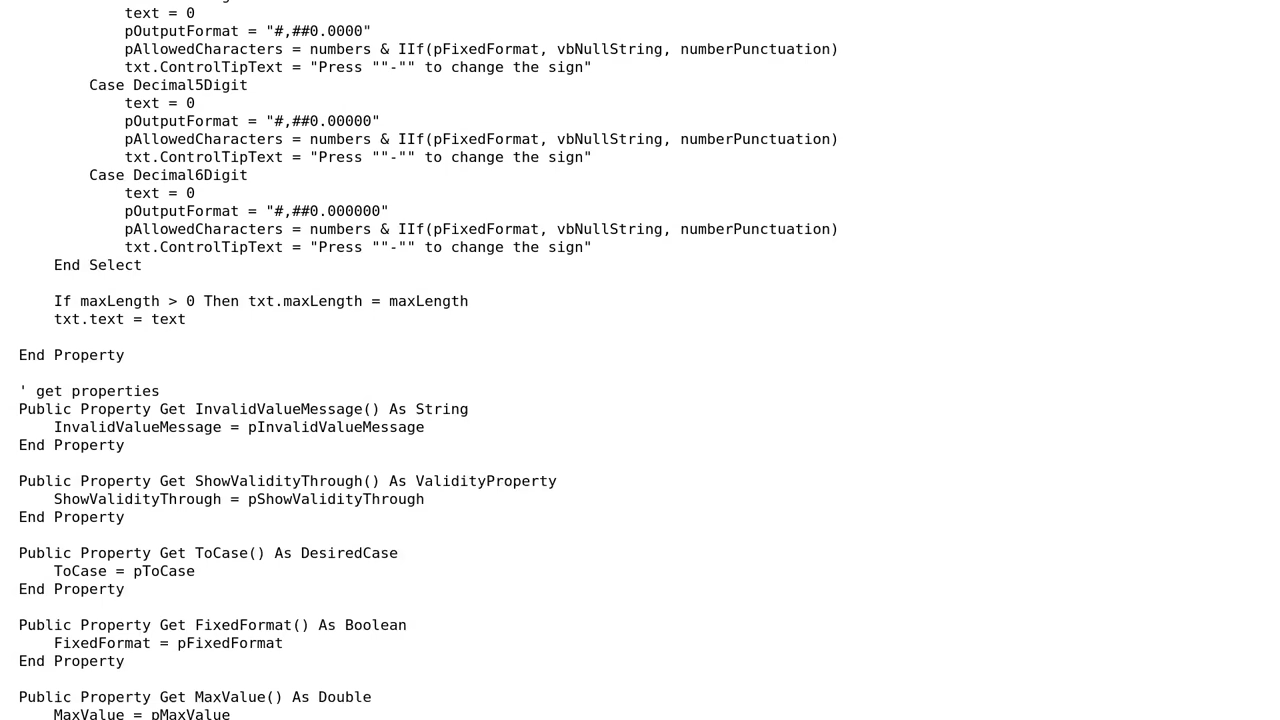 text = 0
            pOutputFormat = "#,##0.0000"
            pAllowedCharacters = numbers & IIf(pFixedFormat, vbNullString, numberPunctuation)
            txt.ControlTipText = "Press ""-"" to change the sign"
        Case Decimal5Digit
            text = 0
            pOutputFormat = "#,##0.00000"
            pAllowedCharacters = numbers & IIf(pFixedFormat, vbNullString, numberPunctuation)
            txt.ControlTipText = "Press ""-"" to change the sign"
        Case Decimal6Digit
            text = 0
            pOutputFormat = "#,##0.000000"
            pAllowedCharacters = numbers & IIf(pFixedFormat, vbNullString, numberPunctuation)
            txt.ControlTipText = "Press ""-"" to change the sign"
    End Select

    If maxLength > 0 Then txt.maxLength = maxLength
    txt.text = text

End Property

' get properties
Public Property Get InvalidValueMessage() As String
    InvalidValueMessage = pInvalidValueMessage
End Property

Public Property Get ShowValidityThrough() As ValidityProperty
    ShowValidityThrough = pShowValidityThrough
End Property

Public Property Get ToCase() As DesiredCase
    ToCase = pToCase
End Property

Public Property Get FixedFormat() As Boolean
    FixedFormat = pFixedFormat
End Property

Public Property Get MaxValue() As Double
    MaxValue = pMaxValue